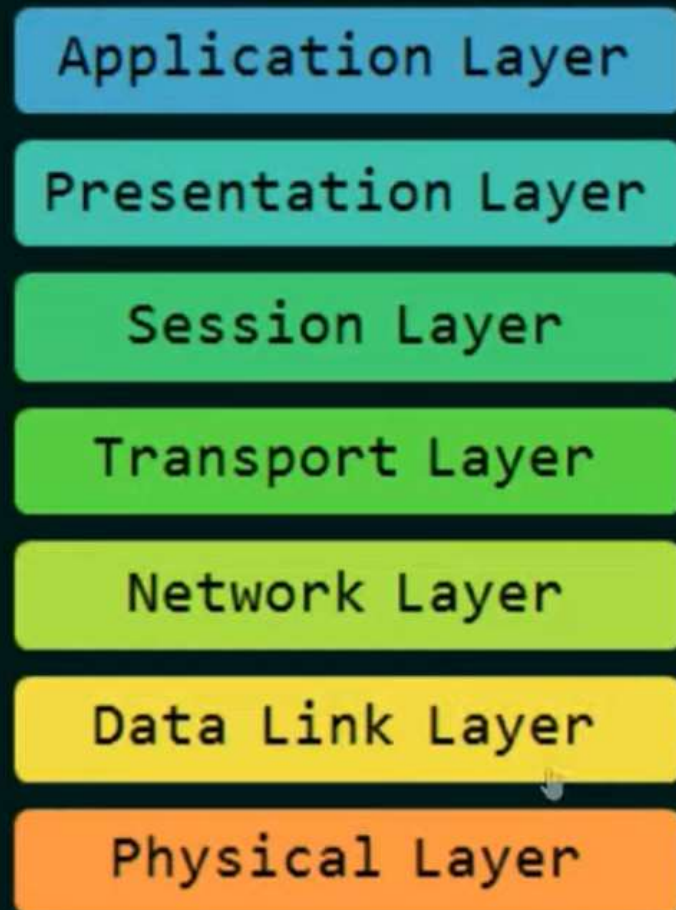 Application Layer
Presentation Layer
Session Layer
Transport Layer
Network Layer
Data Link Layer
Physical Layer